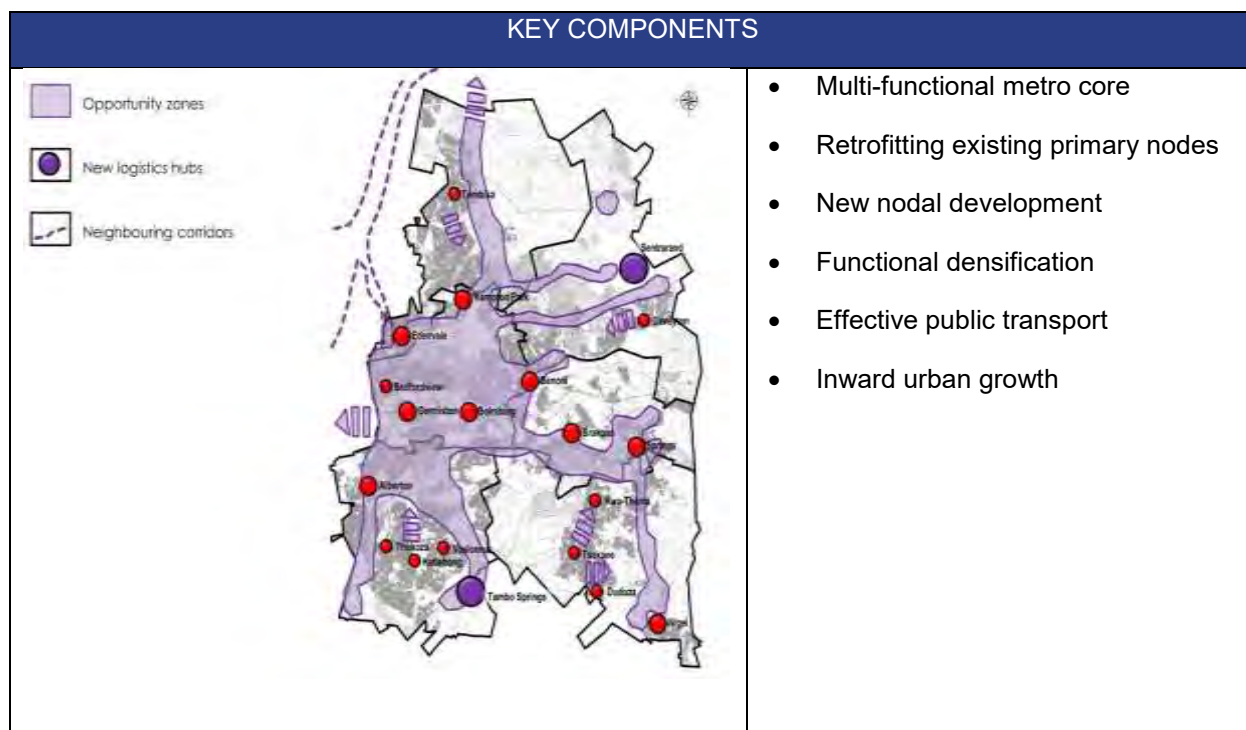 KEY COMPONENTS
Opportunity zones
New logistics hubs
Neighbouring corridors
• Multi-functional metro core
• Retrofitting existing primary nodes
• New nodal development
• Functional densification
• Effective public transport
• Inward urban growth
Tembisa
Sentrarand
Kempton Park
Edenvale
Bedfordview
Benoni
Germiston
Boksburg
Brakpan
Springs
Alberton
Kwa-Thema
Thokoza
Vosloorus
Katlehong
Tsakane
Duduza
Tambo Springs